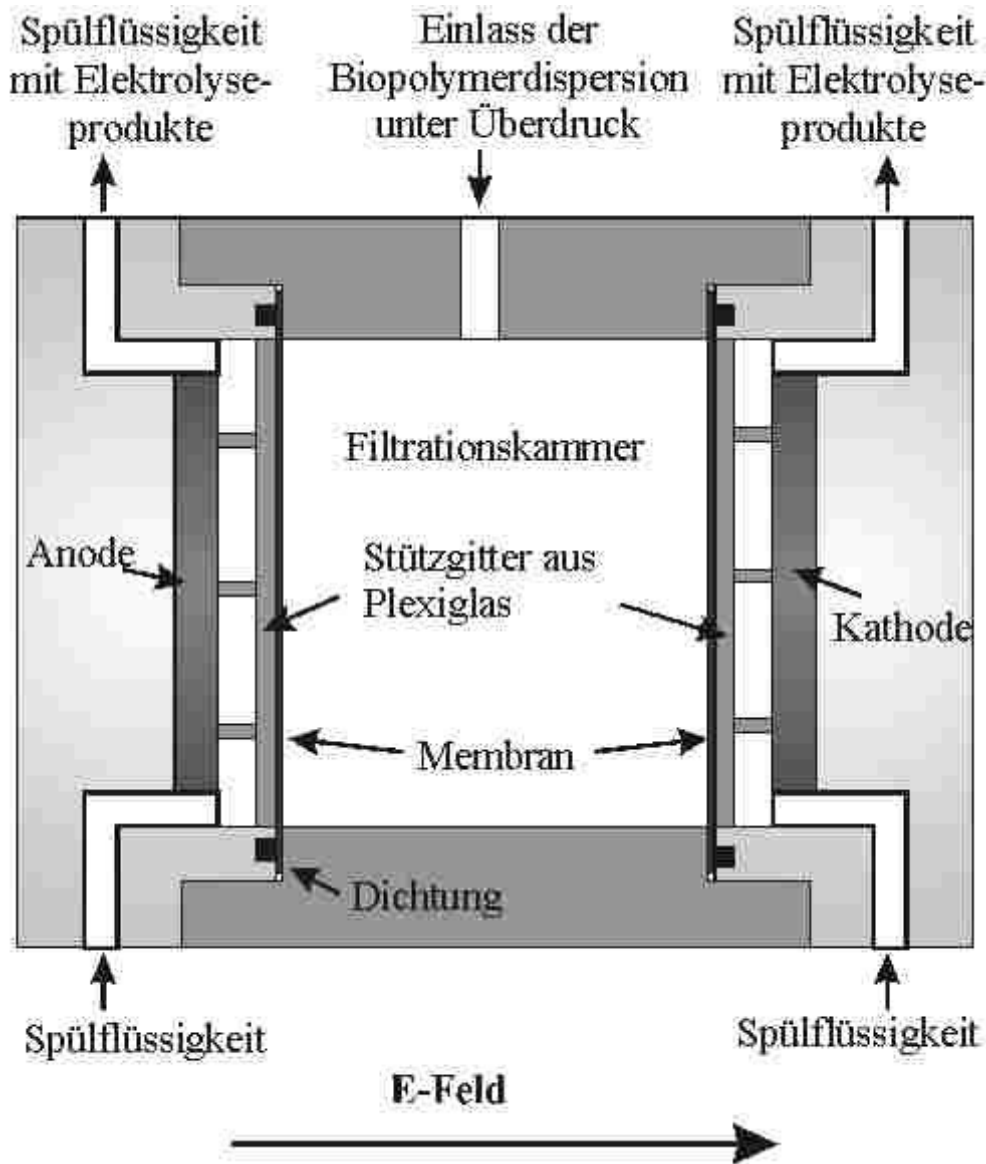 Spülflüssigkeit
mit Elektrolyse-
produkte
Einlass der
Biopolymerdispersion
unter Überdruck
Spülflüssigkeit
mit Elektrolyse-
produkte
Filtrationskammer
Anode
Stützgitter aus
Plexiglas
Kathode
Membran
Dichtung
Spülflüssigkeit
Spülflüssigkeit
E-Feld